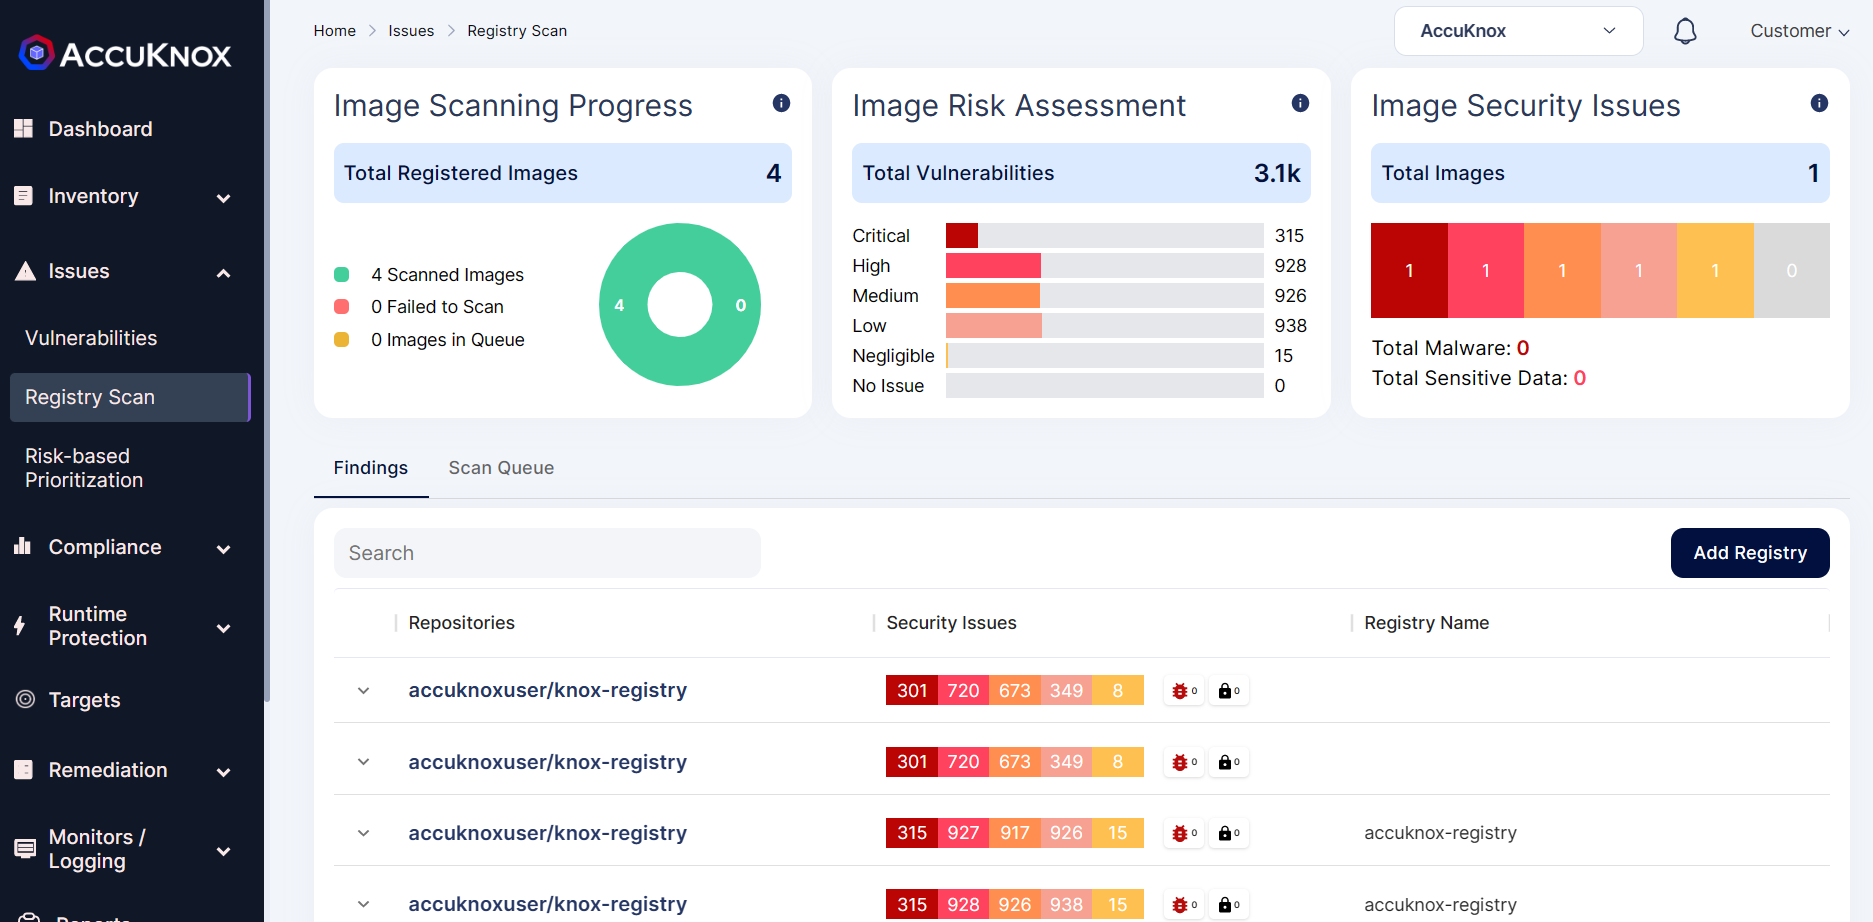 ACCUKNOX
Dashboard
Inventory
Issues
Vulnerabilities
Registry Scan
Risk-based
Prioritization
Compliance
Runtime
Protection
Targets
Remediation
Monitors /
Logging
Reports
Home > Issues > Registry Scan
AccuKnox
Customer
Image Scanning Progress
Total Registered Images 4
4 Scanned Images
0 Failed to Scan
0 Images in Queue
4 0
Image Risk Assessment
Total Vulnerabilities 3.1k
Critical 315
High 928
Medium 926
Low 938
Negligible 15
No Issue 0
Image Security Issues
Total Images 1
1 1 1 1 1 0
Total Malware: 0
Total Sensitive Data: 0
Findings Scan Queue
Search
Add Registry
Repositories Security Issues Registry Name
accuknoxuser/knox-registry 301 720 673 349 8 0 0
accuknoxuser/knox-registry 301 720 673 349 8 0 0
accuknoxuser/knox-registry 315 927 917 926 15 0 0 accuknox-registry
accuknoxuser/knox-registry 315 928 926 938 15 0 0 accuknox-registry